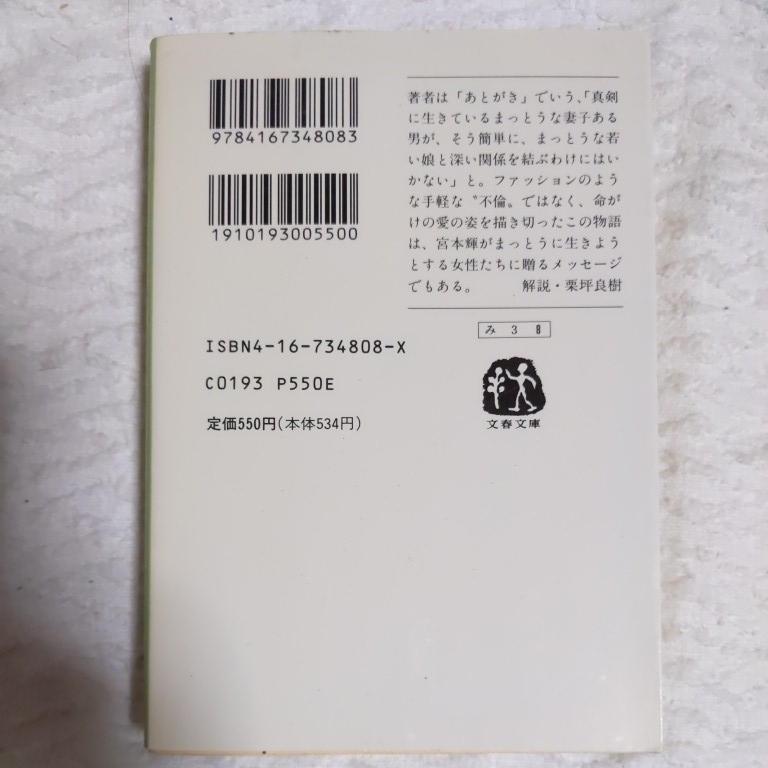 9784167348083
1910193005500
著者は「あとがき」でいう、「真剣
に生きているまっとうな妻子ある
男が、そう簡単に、まっとうな若
い娘と深い関係を結ぶわけにはい
かない」と。ファッションのよう
な手軽な〝不倫〟ではなく、命が
けの愛の姿を描き切ったこの物語
は、宮本輝がまっとうに生きよう
とする女性たちに贈るメッセージ
でもある。 解説・栗坪良樹
み 3 8
文春文庫
ISBN4-16-734808-X
C0193 P550E
定価550円(本体534円)